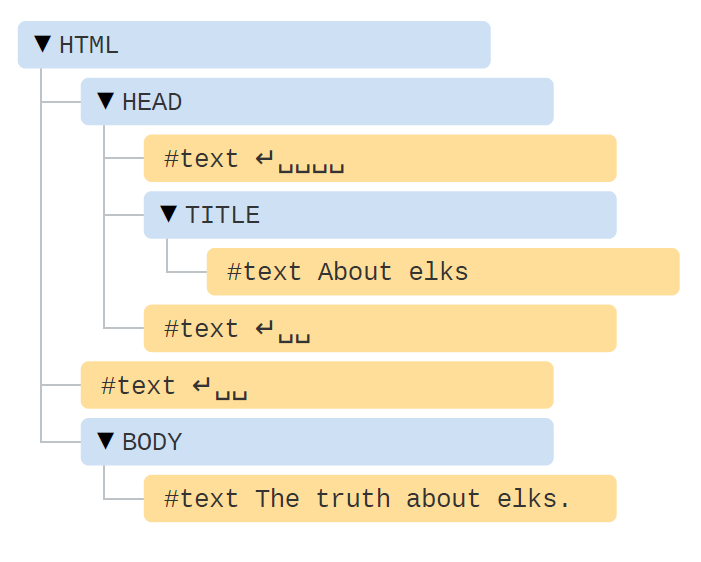 ▼ HTML
▼ HEAD
#text ↵␣␣␣␣
▼ TITLE
#text About elks
#text ↵␣␣
#text ↵␣␣
▼ BODY
#text The truth about elks.